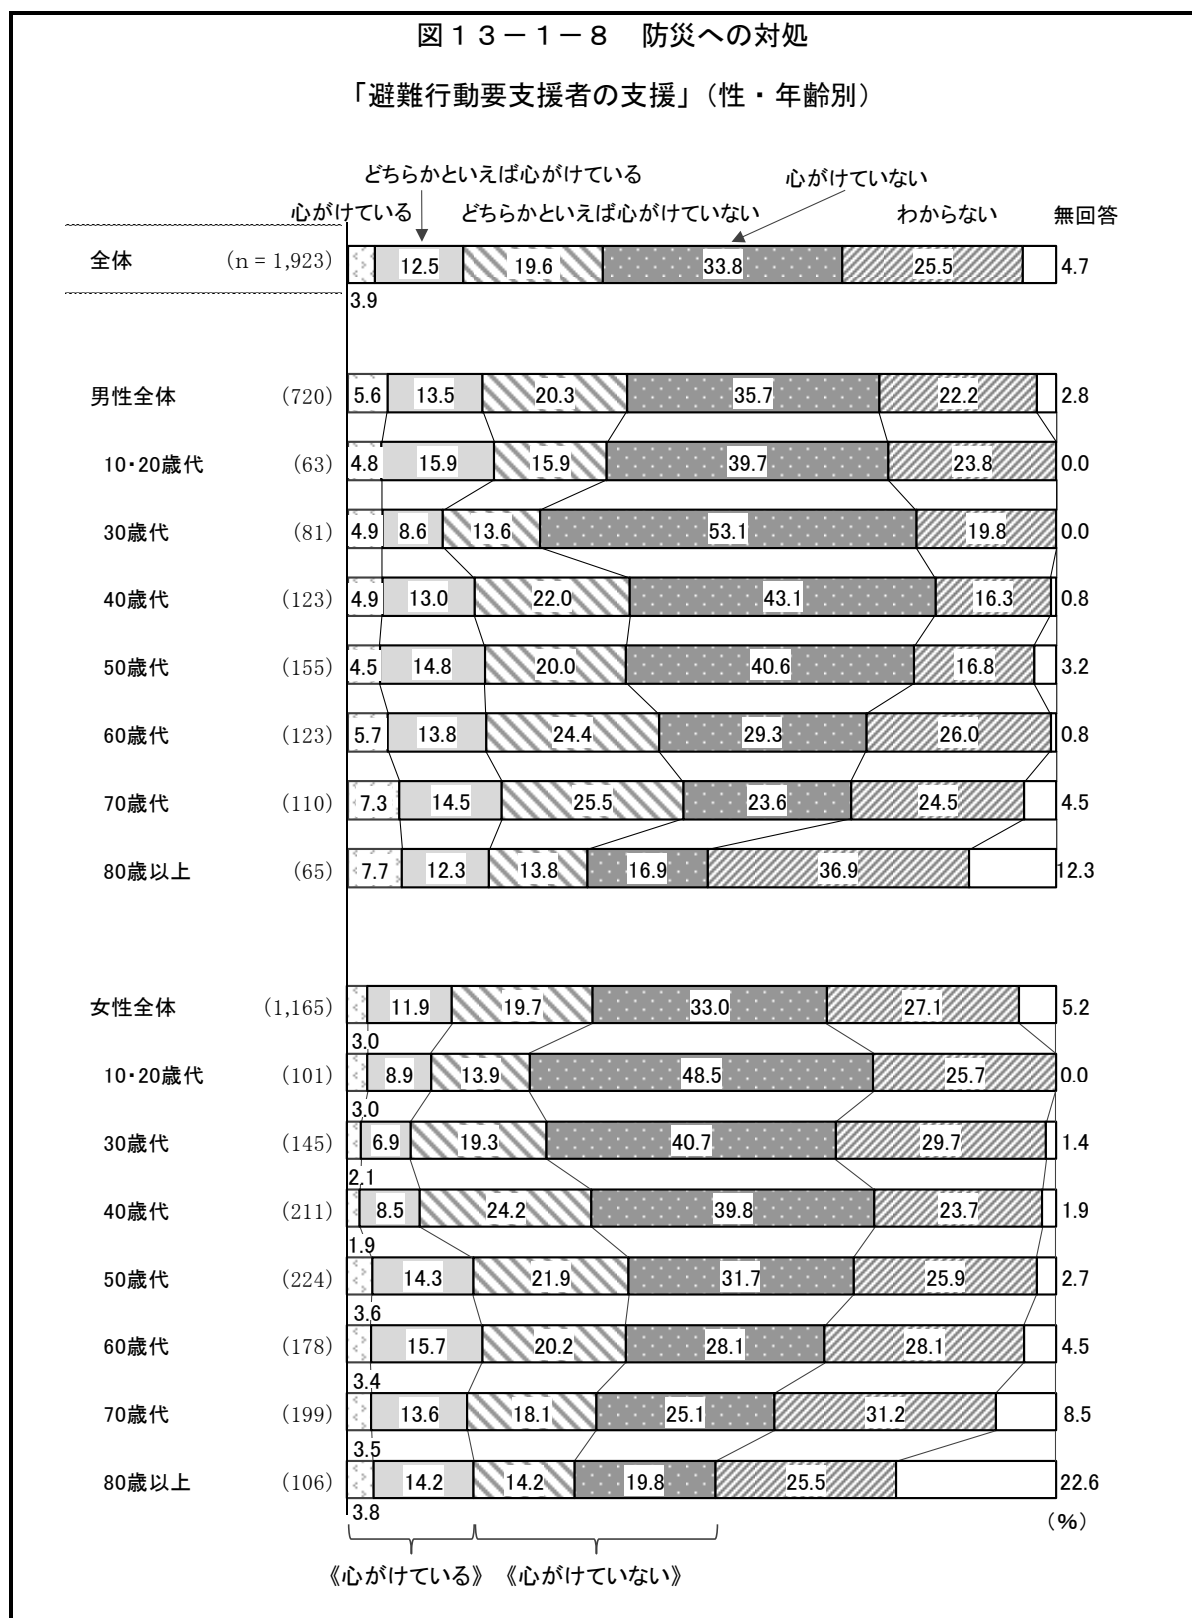 図１３－１－８　防災への対処
「避難行動要支援者の支援」（性・年齢別）
どちらかといえば心がけている
心がけていない
心がけている
どちらかといえば心がけていない
わからない
無回答
全体 (n = 1,923) 12.5 19.6 33.8 25.5 4.7
3.9
男性全体 (720) 5.6 13.5 20.3 35.7 22.2 2.8
10・20歳代 (63) 4.8 15.9 15.9 39.7 23.8 0.0
30歳代 (81) 4.9 8.6 13.6 53.1 19.8 0.0
40歳代 (123) 4.9 13.0 22.0 43.1 16.3 0.8
50歳代 (155) 4.5 14.8 20.0 40.6 16.8 3.2
60歳代 (123) 5.7 13.8 24.4 29.3 26.0 0.8
70歳代 (110) 7.3 14.5 25.5 23.6 24.5 4.5
80歳以上 (65) 7.7 12.3 13.8 16.9 36.9 12.3
女性全体 (1,165) 11.9 19.7 33.0 27.1 5.2
3.0
10・20歳代 (101) 8.9 13.9 48.5 25.7 0.0
3.0
30歳代 (145) 6.9 19.3 40.7 29.7 1.4
2.1
40歳代 (211) 8.5 24.2 39.8 23.7 1.9
1.9
50歳代 (224) 14.3 21.9 31.7 25.9 2.7
3.6
60歳代 (178) 15.7 20.2 28.1 28.1 4.5
3.4
70歳代 (199) 13.6 18.1 25.1 31.2 8.5
3.5
80歳以上 (106) 14.2 14.2 19.8 25.5 22.6
3.8
(%)
《心がけている》 《心がけていない》